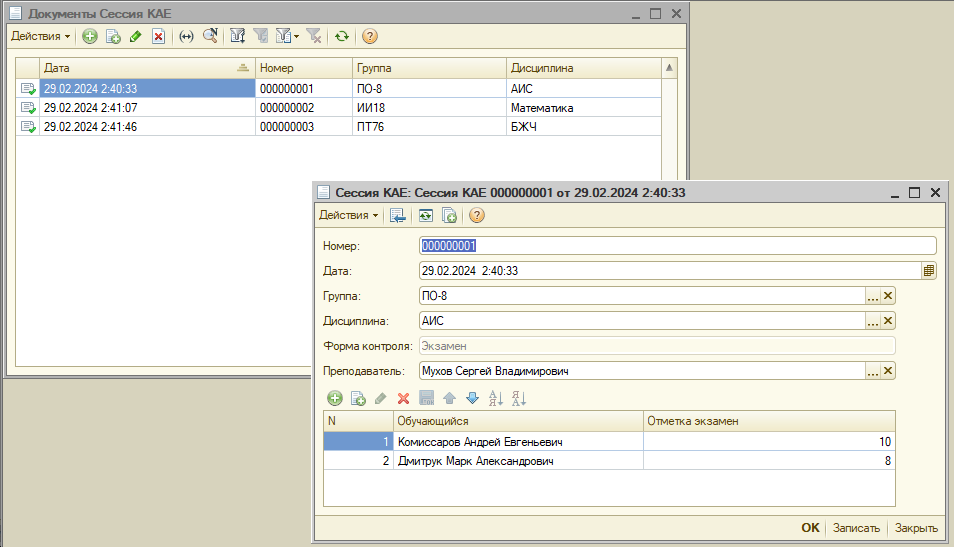 Документы Сессия КАЕ
Действия
Дата Номер Группа Дисциплина
29.02.2024 2:40:33 000000001 ПО-8 АИС
29.02.2024 2:41:07 000000002 ИИ18 Математика
29.02.2024 2:41:46 000000003 ПТ76 БЖЧ
Сессия КАЕ: Сессия КАЕ 000000001 от 29.02.2024 2:40:33
Действия
Номер: 000000001
Дата: 29.02.2024 2:40:33
Группа: ПО-8
Дисциплина: АИС
Форма контроля: Экзамен
Преподаватель: Мухов Сергей Владимирович
N Обучающийся Отметка экзамен
1 Комиссаров Андрей Евгеньевич 10
2 Дмитрук Марк Александрович 8
OK Записать Закрыть